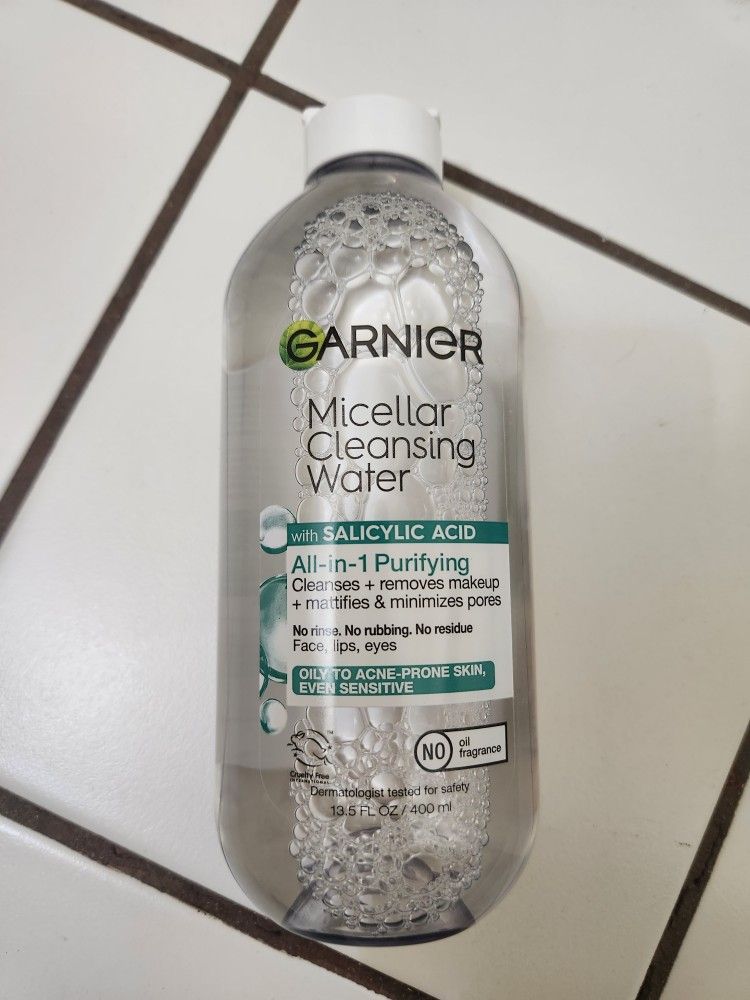 GARNIER
Micellar
Cleansing
Water
with SALICYLIC ACID
All-in-1 Purifying
Cleanses + removes makeup
+ mattifies & minimizes pores
No rinse. No rubbing. No residue
Face, lips, eyes
OILY TO ACNE-PRONE SKIN,
EVEN SENSITIVE
NO oil
fragrance
TM
Cruelty Free
INTERNATIONAL
Dermatologist tested for safety
13.5 FL OZ / 400 ml